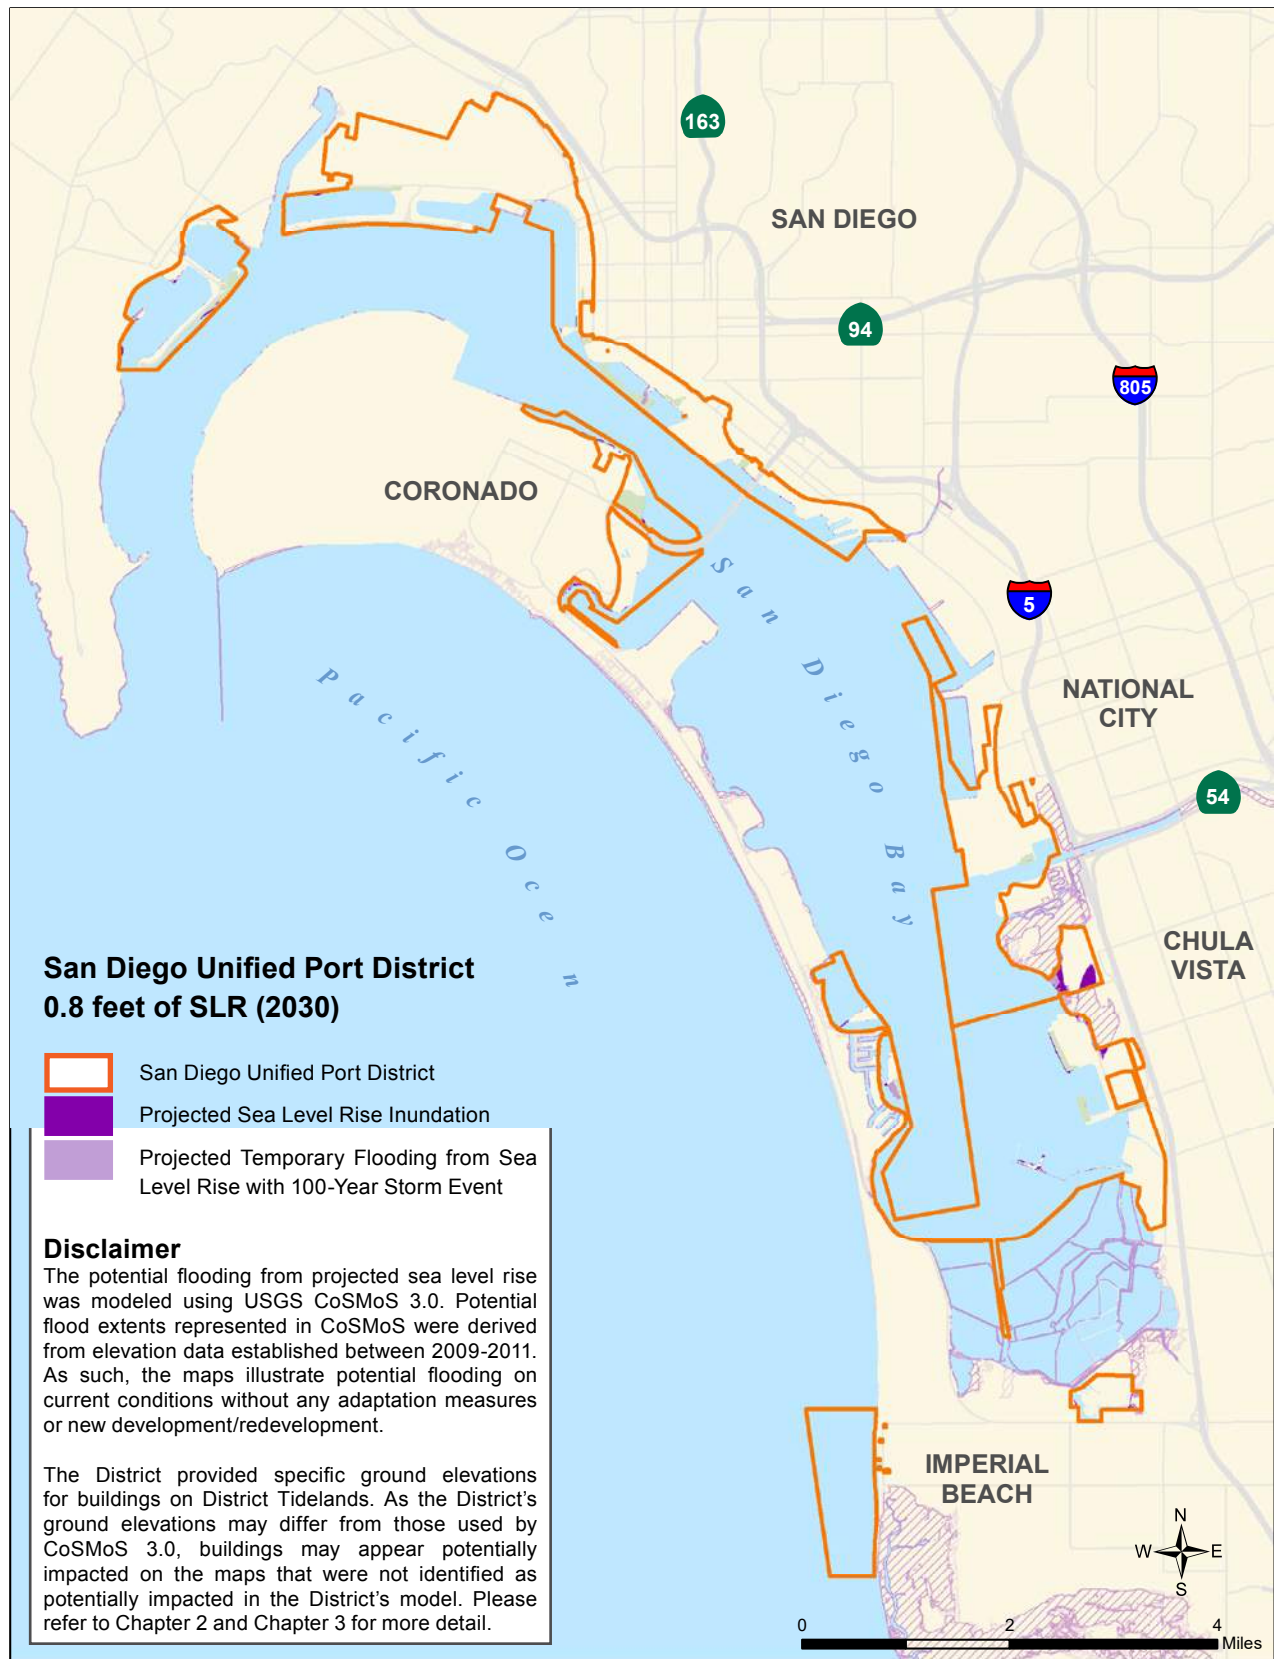 163
SAN DIEGO
94
805
CORONADO
San Diego Bay
5
Pacific Ocen
NATIONAL
CITY
54
CHULA
VISTA
San Diego Unified Port District
0.8 feet of SLR (2030)
San Diego Unified Port District
Projected Sea Level Rise Inundation
Projected Temporary Flooding from Sea
Level Rise with 100-Year Storm Event
Disclaimer
The potential flooding from projected sea level rise
was modeled using USGS CoSMoS 3.0. Potential
flood extents represented in CoSMoS were derived
from elevation data established between 2009-2011.
As such, the maps illustrate potential flooding on
current conditions without any adaptation measures
or new development/redevelopment.
The District provided specific ground elevations
for buildings on District Tidelands. As the District's
ground elevations may differ from those used by
CoSMoS 3.0, buildings may appear potentially
impacted on the maps that were not identified as
potentially impacted in the District's model. Please
refer to Chapter 2 and Chapter 3 for more detail.
IMPERIAL
BEACH
N
W E
S
0 2 4
Miles